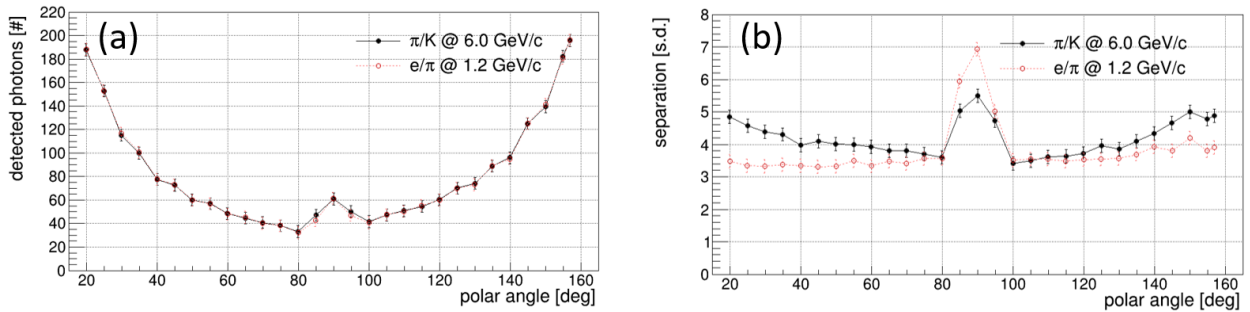 (a)
π/K @ 6.0 GeV/c
e/π @ 1.2 GeV/c
detected photons [#]
220
200
180
160
140
120
100
80
60
40
20
0
20 40 60 80 100 120 140 160
polar angle [deg]
(b)
π/K @ 6.0 GeV/c
e/π @ 1.2 GeV/c
separation [s.d.]
8
7
6
5
4
3
2
1
0
20 40 60 80 100 120 140 160
polar angle [deg]